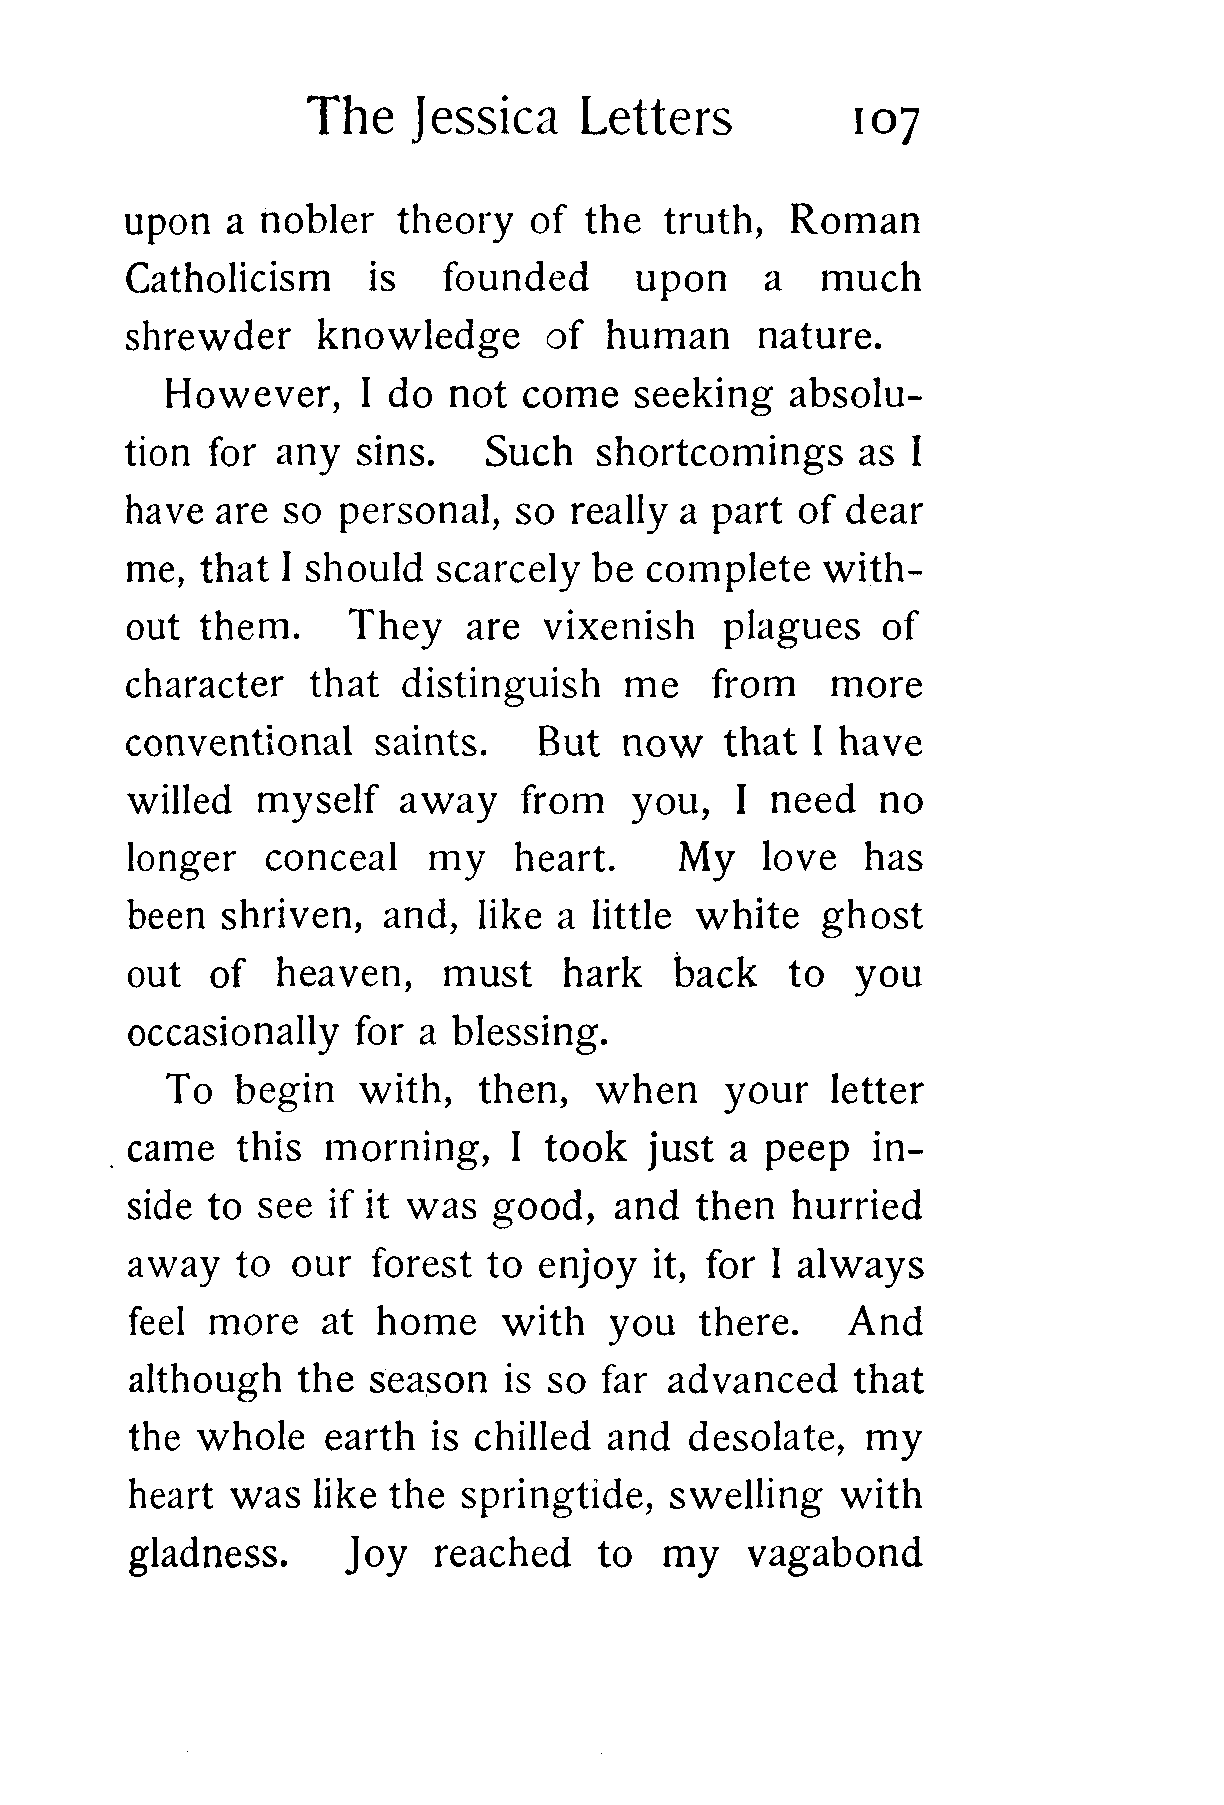 The Jessica Letters 107
upon a nobler theory of the truth, Roman
Catholicism is founded upon a much
shrewder knowledge of human nature.
However, I do not come seeking absolu-
tion for any sins. Such shortcomings as I
have are so personal, so really a part of dear
me, that I should scarcely be complete with-
out them. They are vixenish plagues of
character that distinguish me from more
conventional saints. But now that I have
willed myself away from you, I need no
longer conceal my heart. My love has
been shriven, and, like a little white ghost
out of heaven, must hark back to you
occasionally for a blessing.
To begin with, then, when your letter
came this morning, I took just a peep in-
side to see if it was good, and then hurried
away to our forest to enjoy it, for I always
feel more at home with you there. And
although the season is so far advanced that
the whole earth is chilled and desolate, my
heart was like the springtide, swelling with
gladness. Joy reached to my vagabond